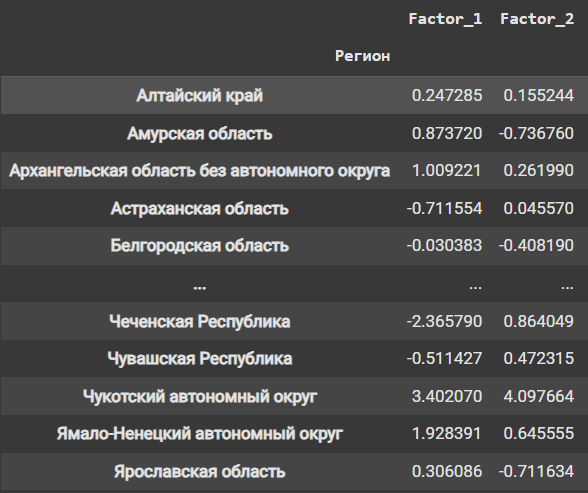 Factor_1 Factor_2
Регион
Алтайский край 0.247285 0.155244
Амурская область 0.873720 -0.736760
Архангельская область без автономного округа 1.009221 0.261990
Астраханская область -0.711554 0.045570
Белгородская область -0.030383 -0.408190
... ... ...
Чеченская Республика -2.365790 0.864049
Чувашская Республика -0.511427 0.472315
Чукотский автономный округ 3.402070 4.097664
Ямало-Ненецкий автономный округ 1.928391 0.645555
Ярославская область 0.306086 -0.711634